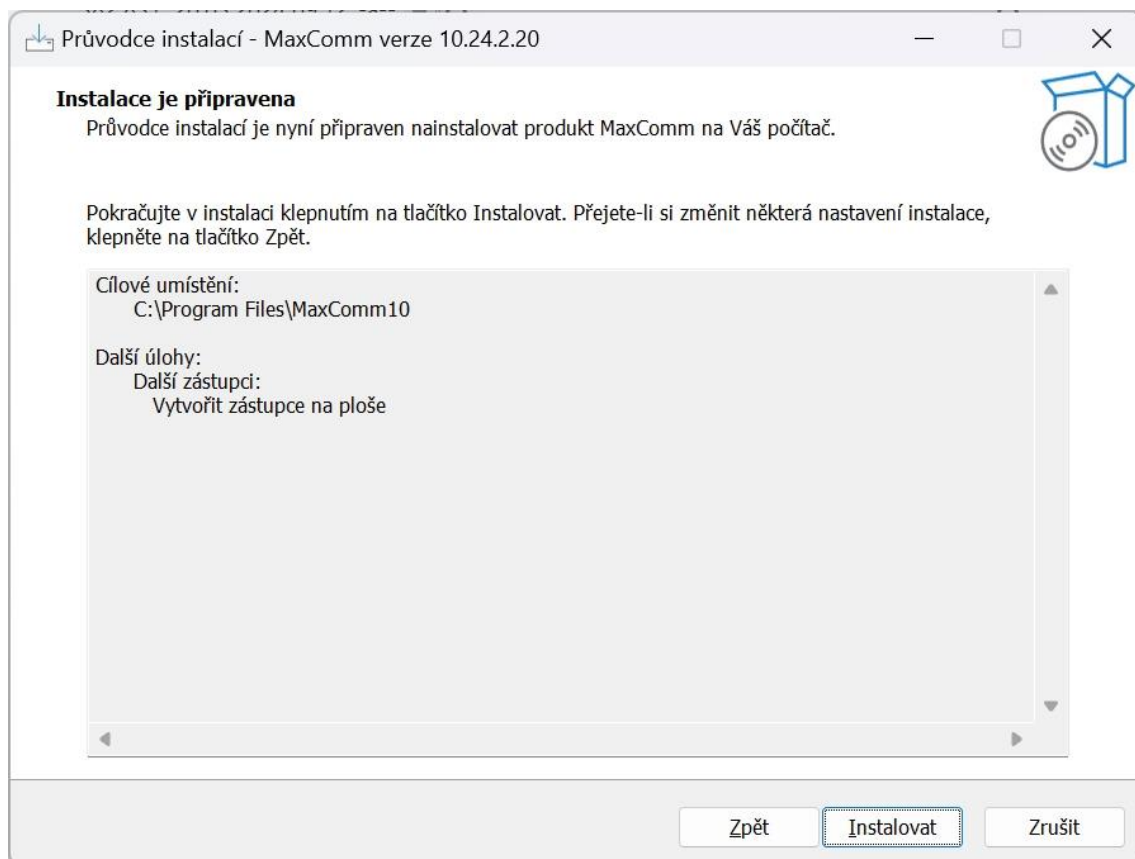 Průvodce instalací - MaxComm verze 10.24.2.20
Instalace je připravena
Průvodce instalací je nyní připraven nainstalovat produkt MaxComm na Váš počítač.
Pokračujte v instalaci klepnutím na tlačítko Instalovat. Přejete-li si změnit některá nastavení instalace,
klepněte na tlačítko Zpět.
Cílové umístění:
C:\Program Files\MaxComm10
Další úlohy:
Další zástupci:
Vytvořit zástupce na ploše
Zpět Instalovat Zrušit